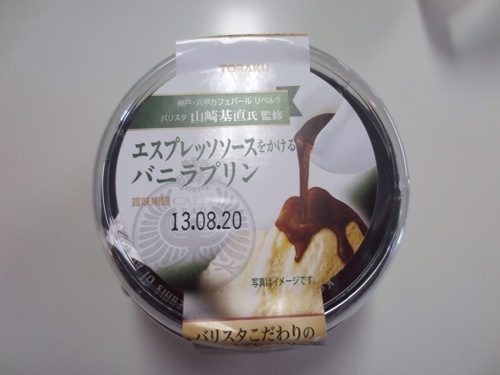 TORAKU
神戸・六甲カフェバール リベルタ
バリスタ 山崎基直氏 監修
エスプレッソソースをかける
バニラプリン
賞味期限
13.08.20
写真はイメージです。
バリスタこだわりの